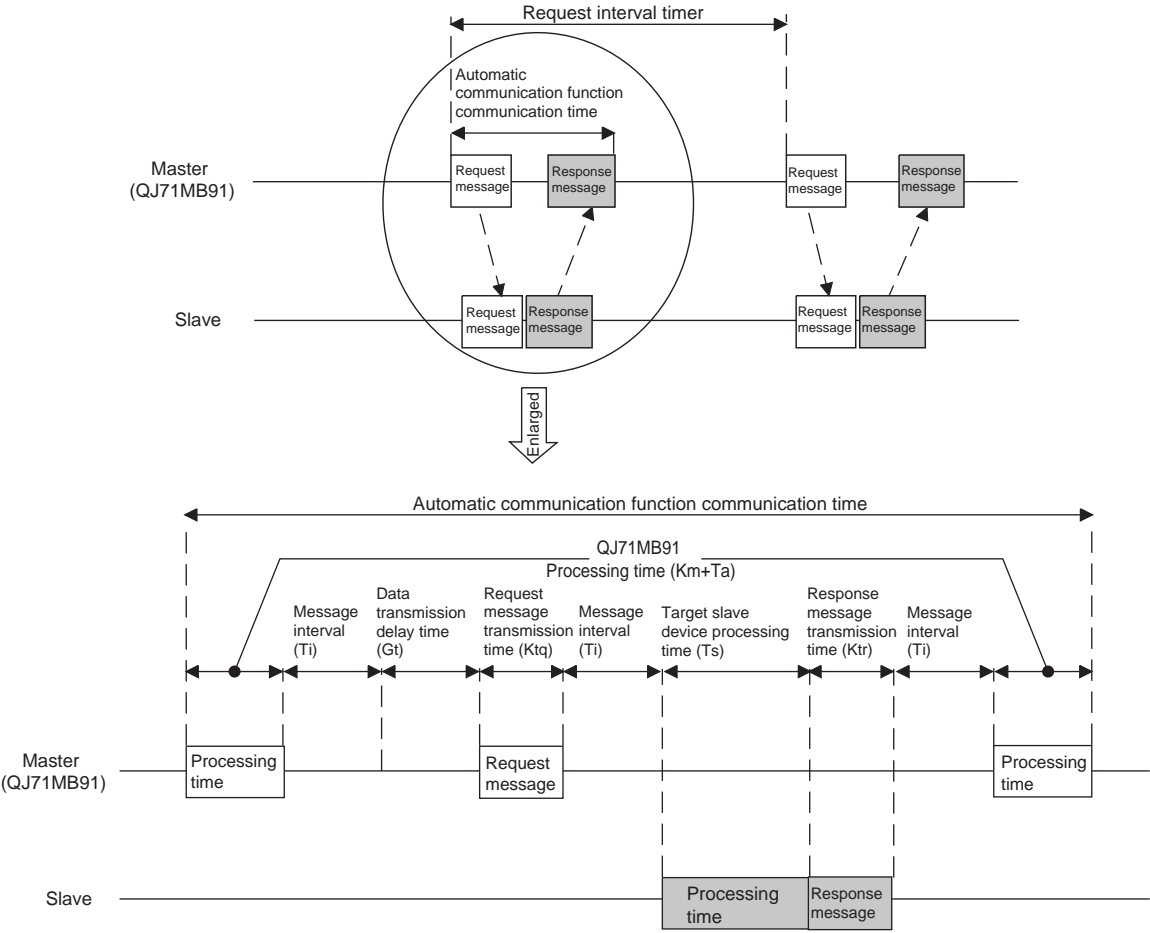 Request interval timer
Automatic
communication function
communication time
Master
(QJ71MB91)
Request
message
Response
message
Request
message
Response
message
Slave
Request
message
Response
message
Request
message
Response
message
Enlarged
Automatic communication function communication time
QJ71MB91
Processing time (Km+Ta)
Message
interval
(Ti)
Data
transmission
delay time
(Gt)
Request
message
transmission
time (Ktq)
Message
interval
(Ti)
Target slave
device processing
time (Ts)
Response
message
transmission
time (Ktr)
Message
interval
(Ti)
Master
(QJ71MB91)
Processing
time
Request
message
Processing
time
Slave
Processing
time
Response
message